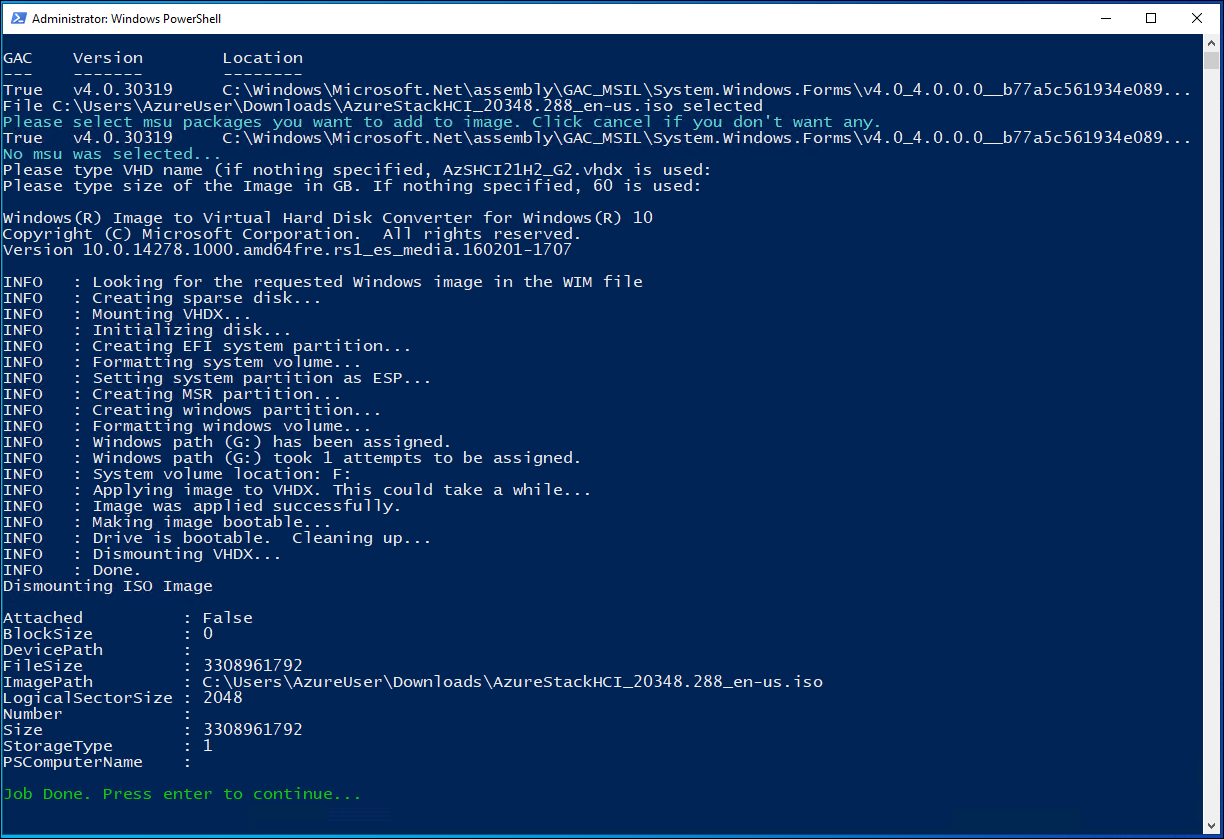 Administrator: Windows PowerShell
GAC    Version        Location
---    -------        --------
True   v4.0.30319     C:\Windows\Microsoft.Net\assembly\GAC_MSIL\System.Windows.Forms\v4.0_4.0.0.0__b77a5c561934e089...
File C:\Users\AzureUser\Downloads\AzureStackHCI_20348.288_en-us.iso selected
Please select msu packages you want to add to image. Click cancel if you don't want any.
True   v4.0.30319     C:\Windows\Microsoft.Net\assembly\GAC_MSIL\System.Windows.Forms\v4.0_4.0.0.0__b77a5c561934e089...
No msu was selected...
Please type VHD name (if nothing specified, AzSHCI21H2_G2.vhdx is used:
Please type size of the Image in GB. If nothing specified, 60 is used:
Windows(R) Image to Virtual Hard Disk Converter for Windows(R) 10
Copyright (C) Microsoft Corporation.  All rights reserved.
Version 10.0.14278.1000.amd64fre.rs1_es_media.160201-1707
INFO   : Looking for the requested Windows image in the WIM file
INFO   : Creating sparse disk...
INFO   : Mounting VHDX...
INFO   : Initializing disk...
INFO   : Creating EFI system partition...
INFO   : Formatting system volume...
INFO   : Setting system partition as ESP...
INFO   : Creating MSR partition...
INFO   : Creating windows partition...
INFO   : Formatting windows volume...
INFO   : Windows path (G:) has been assigned.
INFO   : Windows path (G:) took 1 attempts to be assigned.
INFO   : System volume location: F:
INFO   : Applying image to VHDX. This could take a while...
INFO   : Image was applied successfully.
INFO   : Making image bootable...
INFO   : Drive is bootable.  Cleaning up...
INFO   : Dismounting VHDX...
INFO   : Done.
Dismounting ISO Image
Attached          : False
BlockSize         : 0
DevicePath        :
FileSize          : 3308961792
ImagePath         : C:\Users\AzureUser\Downloads\AzureStackHCI_20348.288_en-us.iso
LogicalSectorSize : 2048
Number            :
Size              : 3308961792
StorageType       : 1
PSComputerName    :
Job Done. Press enter to continue...